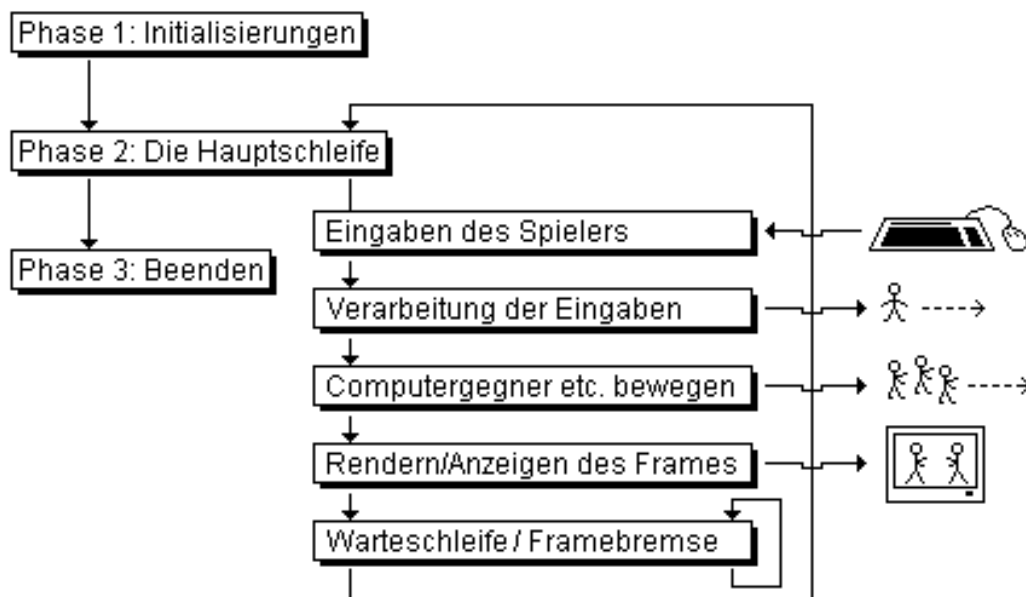 Phase 1: Initialisierungen
Phase 2: Die Hauptschleife
Phase 3: Beenden
Eingaben des Spielers
Verarbeitung der Eingaben
Computergegner etc. bewegen
Rendern/Anzeigen des Frames
Warteschleife / Framebremse